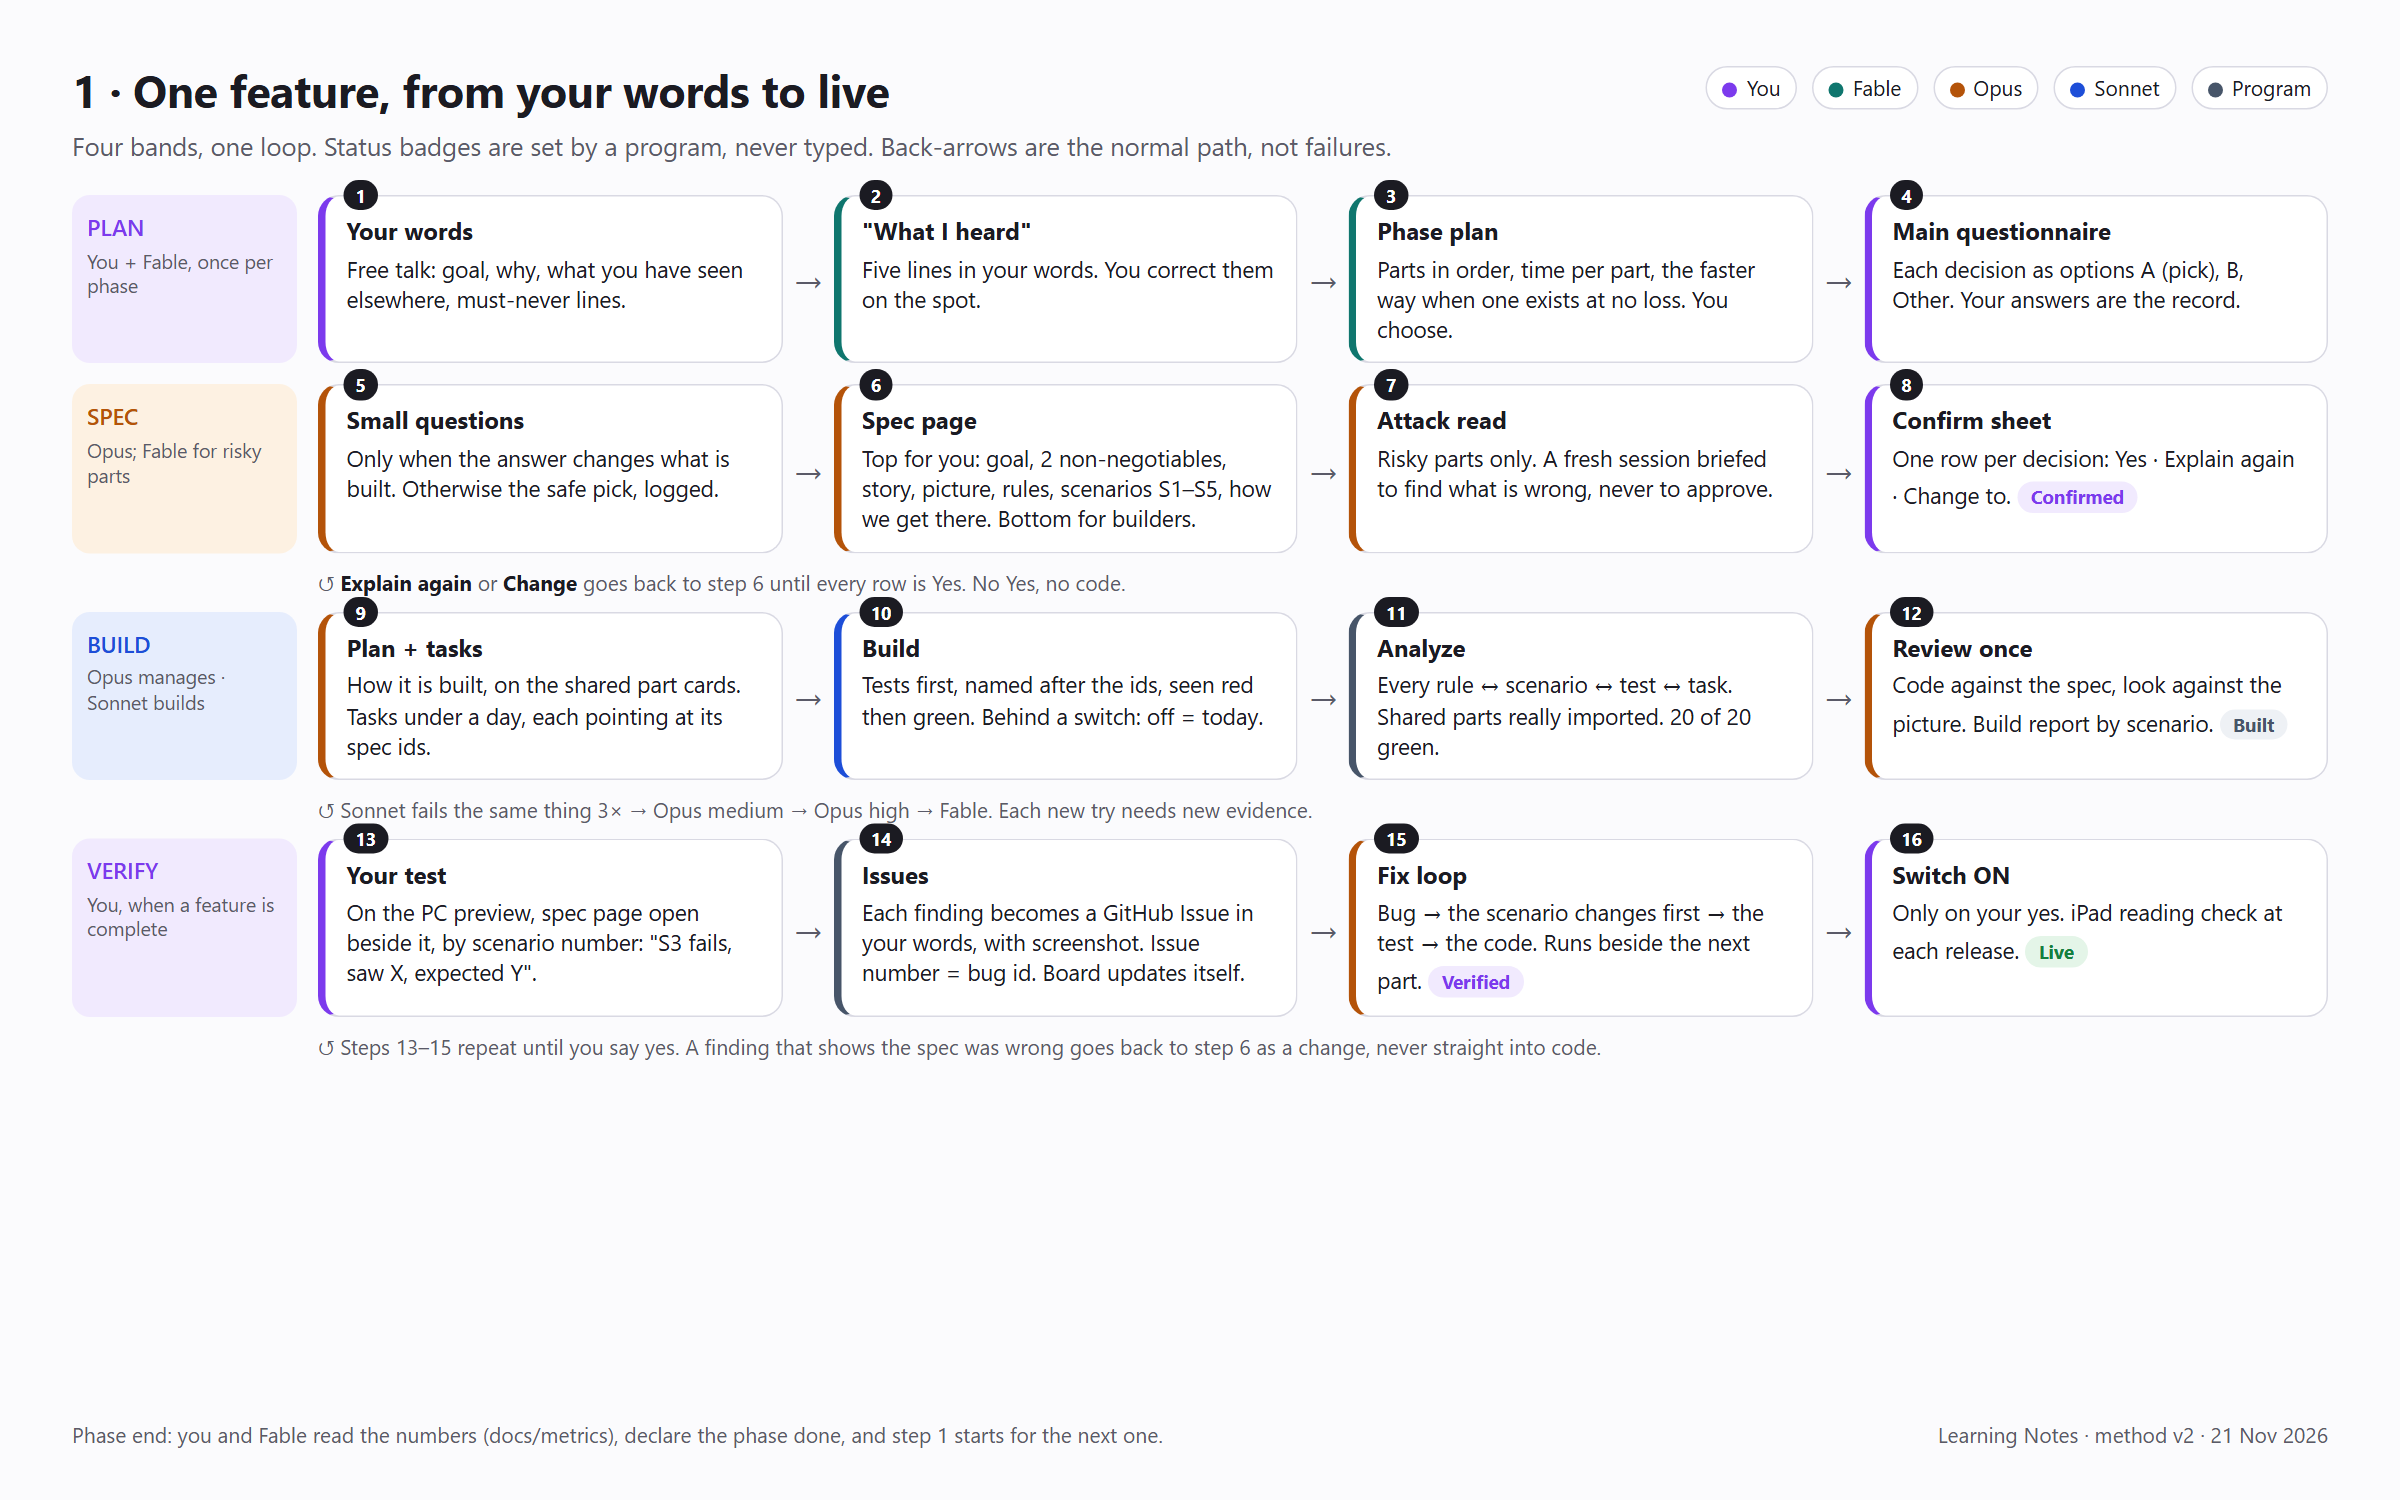 1 · One feature, from your words to live
You
Fable
Opus
Sonnet
Program
Four bands, one loop. Status badges are set by a program, never typed. Back-arrows are the normal path, not failures.
PLAN
You + Fable, once per
phase
1
Your words
Free talk: goal, why, what you have seen
elsewhere, must-never lines.
→
2
"What I heard"
Five lines in your words. You correct them
on the spot.
→
3
Phase plan
Parts in order, time per part, the faster
way when one exists at no loss. You
choose.
→
4
Main questionnaire
Each decision as options A (pick), B,
Other. Your answers are the record.
SPEC
Opus; Fable for risky
parts
5
Small questions
Only when the answer changes what is
built. Otherwise the safe pick, logged.
→
6
Spec page
Top for you: goal, 2 non-negotiables,
story, picture, rules, scenarios S1–S5, how
we get there. Bottom for builders.
→
7
Attack read
Risky parts only. A fresh session briefed
to find what is wrong, never to approve.
→
8
Confirm sheet
One row per decision: Yes · Explain again
· Change to. Confirmed
↺ Explain again or Change goes back to step 6 until every row is Yes. No Yes, no code.
BUILD
Opus manages ·
Sonnet builds
9
Plan + tasks
How it is built, on the shared part cards.
Tasks under a day, each pointing at its
spec ids.
→
10
Build
Tests first, named after the ids, seen red
then green. Behind a switch: off = today.
→
11
Analyze
Every rule ↔ scenario ↔ test ↔ task.
Shared parts really imported. 20 of 20
green.
→
12
Review once
Code against the spec, look against the
picture. Build report by scenario. Built
↺ Sonnet fails the same thing 3× → Opus medium → Opus high → Fable. Each new try needs new evidence.
VERIFY
You, when a feature is
complete
13
Your test
On the PC preview, spec page open
beside it, by scenario number: "S3 fails,
saw X, expected Y".
→
14
Issues
Each finding becomes a GitHub Issue in
your words, with screenshot. Issue
number = bug id. Board updates itself.
→
15
Fix loop
Bug → the scenario changes first → the
test → the code. Runs beside the next
part. Verified
→
16
Switch ON
Only on your yes. iPad reading check at
each release. Live
↺ Steps 13–15 repeat until you say yes. A finding that shows the spec was wrong goes back to step 6 as a change, never straight into code.
Phase end: you and Fable read the numbers (docs/metrics), declare the phase done, and step 1 starts for the next one.
Learning Notes · method v2 · 21 Nov 2026